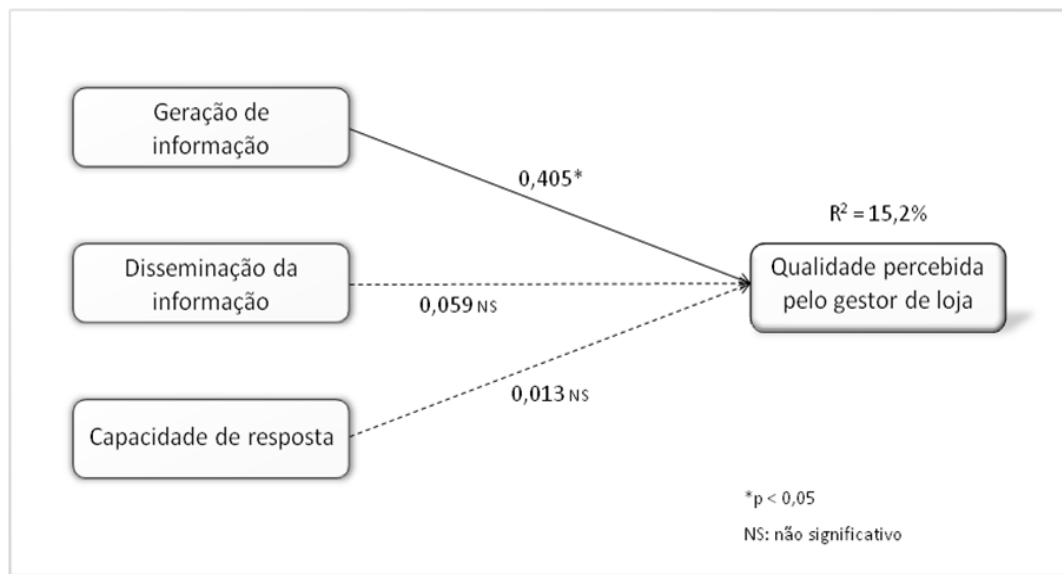 Geração de
informação
0,405*
R² = 15,2%
Disseminação da
informação
Qualidade percebida
pelo gestor de loja
0,059 NS
0,013 NS
Capacidade de resposta
*p < 0,05
NS: não significativo